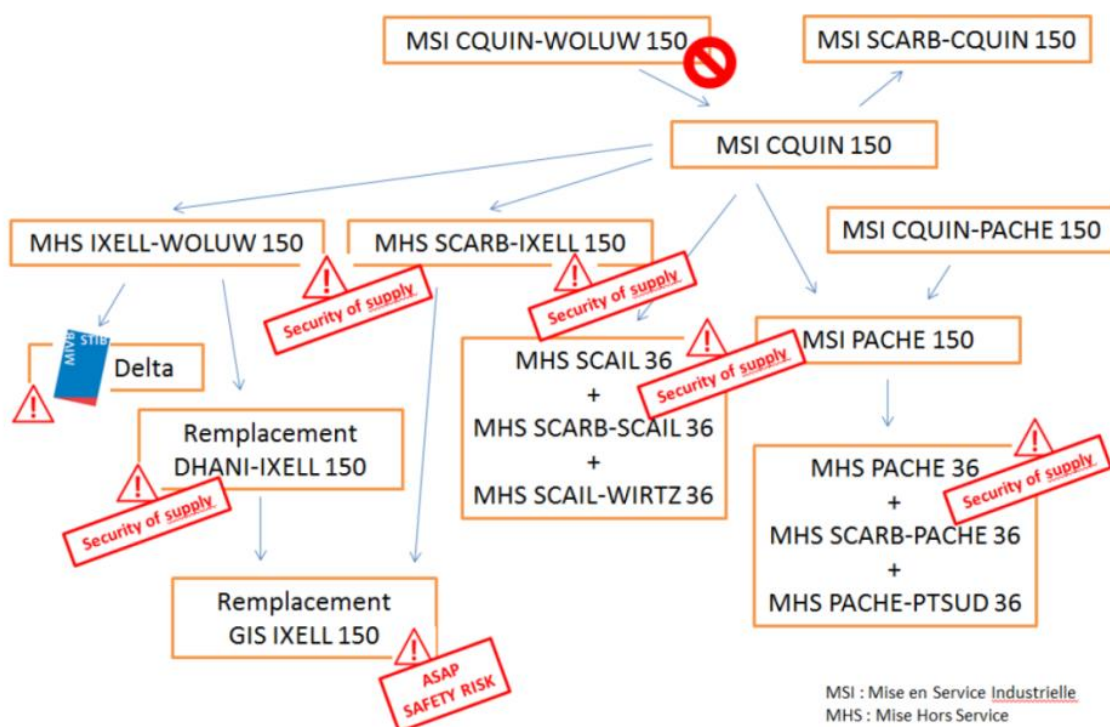 MSI CQUIN-WOLUW 150
MSI SCARB-CQUIN 150
MSI CQUIN 150
MHS IXELL-WOLUW 150
MHS SCARB-IXELL 150
MSI CQUIN-PACHE 150
!
Security of supply
!
Security of supply
MIVB
STIB
Delta
!
MHS SCAIL 36
+
MHS SCARB-SCAIL 36
+
MHS SCAIL-WIRTZ 36
!
Security of supply
MSI PACHE 150
Remplacement
DHANI-IXELL 150
!
Security of supply
MHS PACHE 36
+
MHS SCARB-PACHE 36
+
MHS PACHE-PTSUD 36
!
Security of supply
Remplacement
GIS IXELL 150
!
ASAP
SAFETY RISK
MSI : Mise en Service Industrielle
MHS : Mise Hors Service